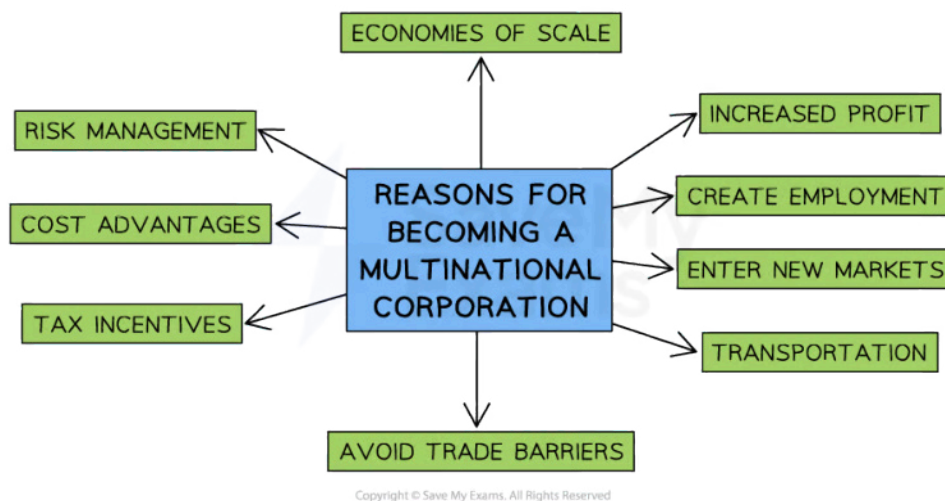 ECONOMIES OF SCALE
RISK MANAGEMENT
INCREASED PROFIT
REASONS FOR
BECOMING A
MULTINATIONAL
CORPORATION
COST ADVANTAGES
CREATE EMPLOYMENT
ENTER NEW MARKETS
TAX INCENTIVES
TRANSPORTATION
AVOID TRADE BARRIERS
Copyright © Save My Exams. All Rights Reserved